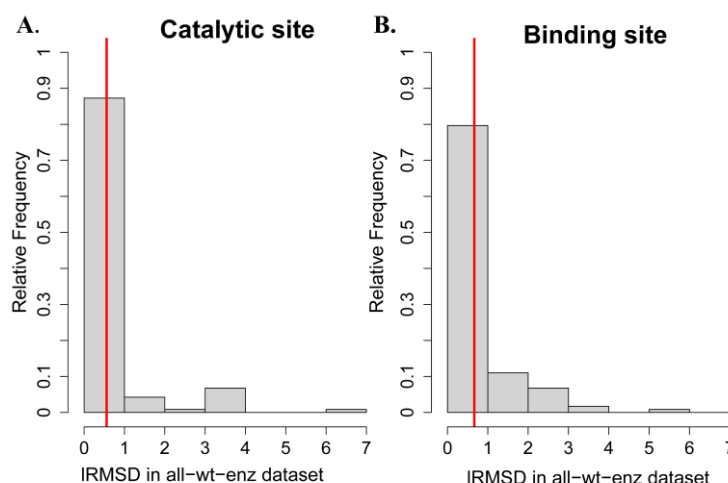 A.
Catalytic site
Relative Frequency
1
0.9
0.7
0.5
0.3
0.1
0
0 1 2 3 4 5 6 7
lRMSD in all-wt-enz dataset
B.
Binding site
Relative Frequency
1
0.9
0.7
0.5
0.3
0.1
0
0 1 2 3 4 5 6 7
lRMSD in all-wt-enz dataset